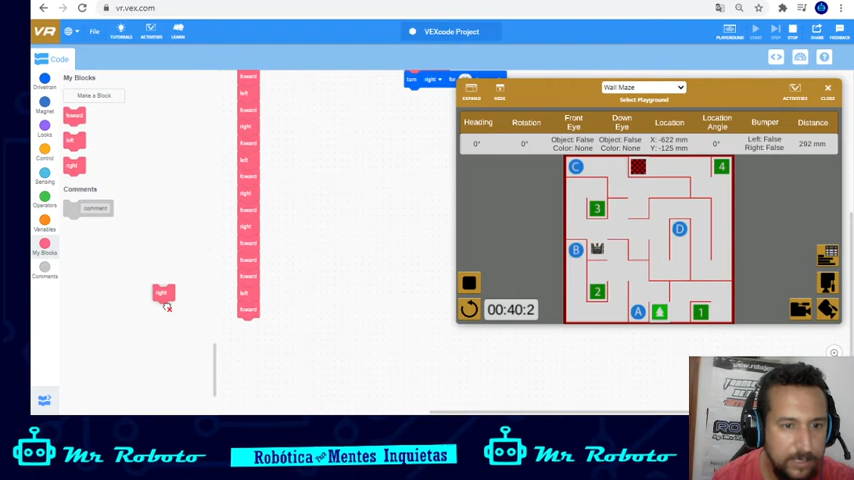 vr.vex.com
VR
File
TUTORIALS
ACTIVITIES
LEARN
VEXcode Project
PLAYGROUND
START
STEP
STOP
SHARE
FEEDBACK
Code
My Blocks
Make a Block
forward
left
right
Comments
comment
Drivetrain
Magnet
Looks
Control
Sensing
Operators
Variables
My Blocks
Comments
right
forward
left
forward
right
forward
left
forward
right
forward
right
forward
forward
forward
left
forward
turn right for
EXPAND
HIDE
Wall Maze
Select Playground
ACTIVITIES
CLOSE
Heading
Rotation
Front Eye
Down Eye
Location
Location Angle
Bumper
Distance
0°
0°
Object: False
Color: None
Object: False
Color: None
X: -622 mm
Y: -125 mm
0°
Left: False
Right: False
292 mm
C
4
3
D
B
2
A
1
00:40:2
Mr Roboto
Robótica Para Mentes Inquietas
Mr Roboto